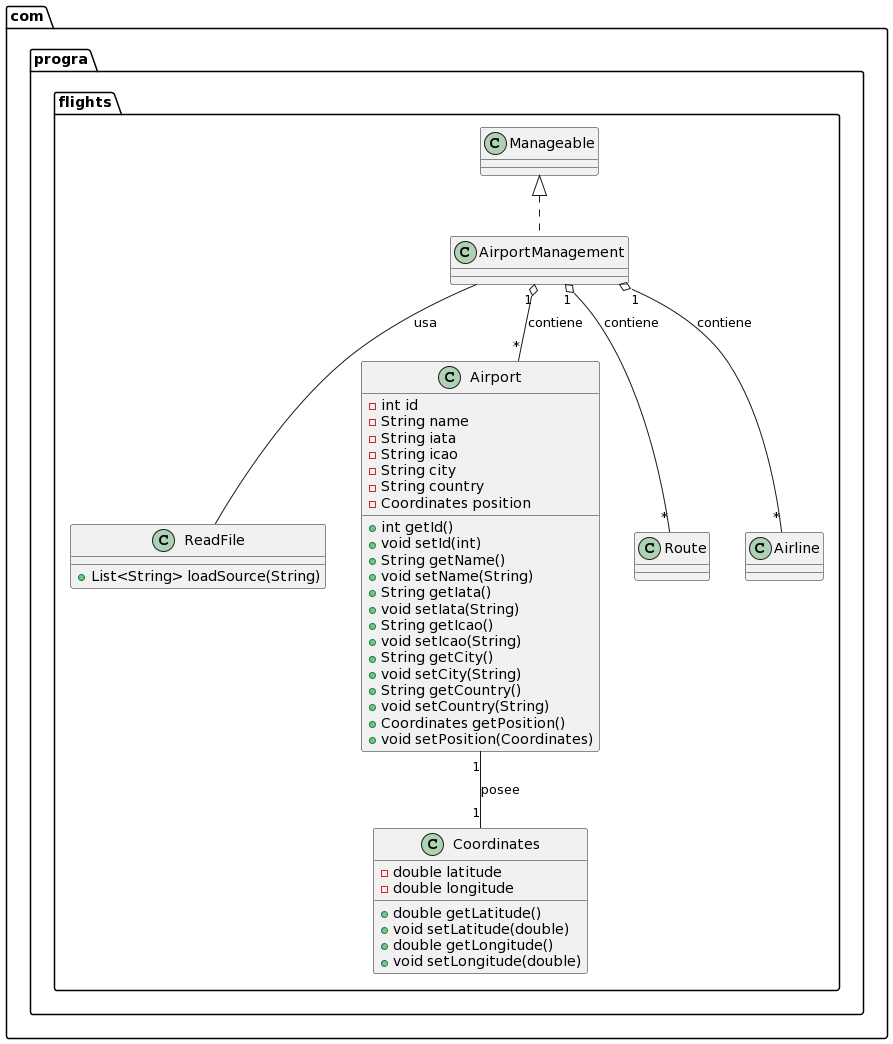 com
progra
flights
C Manageable
C AirportManagement
1 1 1
usa contiene contiene contiene
*
C Airport
int id
String name
String iata
String icao
String city
String country
Coordinates position
int getId()
void setId(int)
String getName()
void setName(String)
String getIata()
void setIata(String)
String getIcao()
void setIcao(String)
String getCity()
void setCity(String)
String getCountry()
void setCountry(String)
Coordinates getPosition()
void setPosition(Coordinates)
* *
C ReadFile
List<String> loadSource(String)
C Route
C Airline
1
posee
1
C Coordinates
double latitude
double longitude
double getLatitude()
void setLatitude(double)
double getLongitude()
void setLongitude(double)